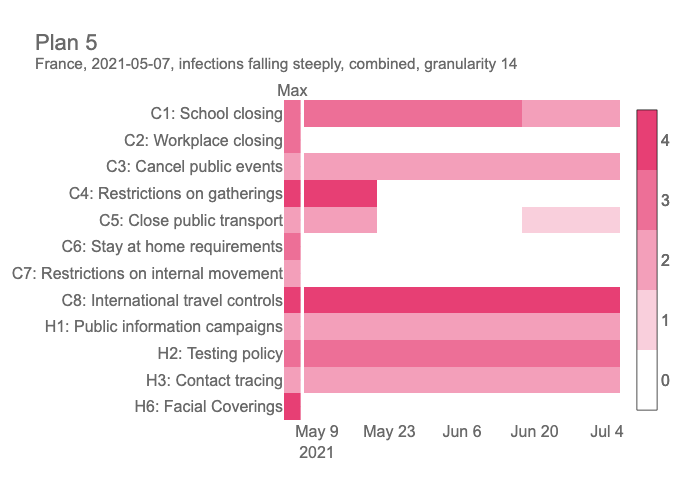 Plan 5
France, 2021-05-07, infections falling steeply, combined, granularity 14
Max
C1: School closing
C2: Workplace closing
C3: Cancel public events
C4: Restrictions on gatherings
C5: Close public transport
C6: Stay at home requirements
C7: Restrictions on internal movement
C8: International travel controls
H1: Public information campaigns
H2: Testing policy
H3: Contact tracing
H6: Facial Coverings
May 9 May 23 Jun 6 Jun 20 Jul 4
2021
4
3
2
1
0